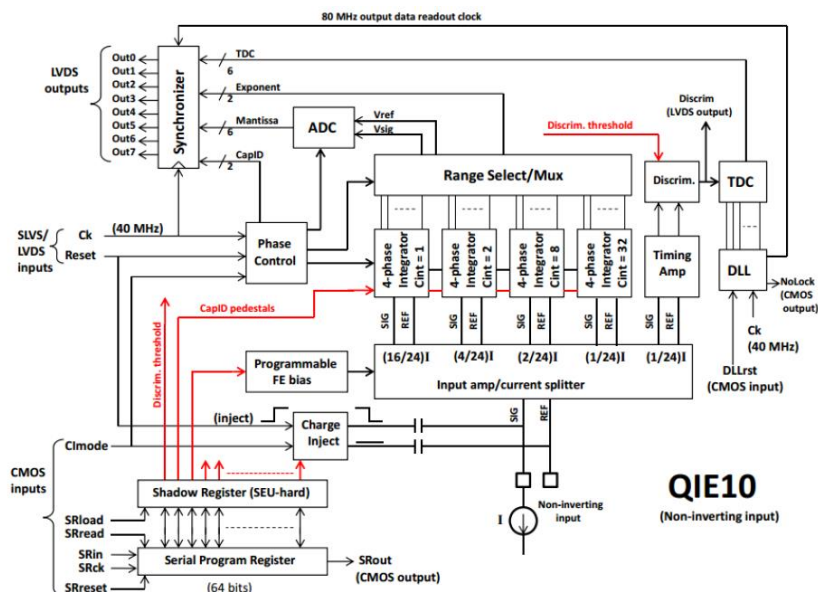 80 MHz output data readout clock
LVDS
outputs
Out0
Out1
Out2
Out3
Out4
Out5
Out6
Out7
Synchronizer
TDC
6
Exponent
2
Mantissa
6
CapID
2
ADC
Vref
Vsig
Discrim. threshold
Discrim
(LVDS output)
Range Select/Mux
Discrim.
TDC
SLVS/
LVDS
inputs
Ck
(40 MHz)
Reset
Phase
Control
4-phase
Integrator
Cint = 1
4-phase
Integrator
Cint = 2
4-phase
Integrator
Cint = 8
4-phase
Integrator
Cint = 32
Timing
Amp
DLL
NoLock
(CMOS
output)
Ck
(40 MHz)
DLLrst
(CMOS input)
CapID pedestals
Discrim. threshold
SIG
REF
SIG
REF
SIG
REF
SIG
REF
Programmable
FE bias
(16/24)I
(4/24)I
(2/24)I
(1/24)I
(1/24)I
Input amp/current splitter
SIG
REF
(inject)
Charge
Inject
CImode
CMOS
inputs
Shadow Register (SEU-hard)
SRload
SRread
SRin
SRck
SRreset
Serial Program Register
(64 bits)
SRout
(CMOS output)
I
Non-inverting
input
QIE10
(Non-inverting input)